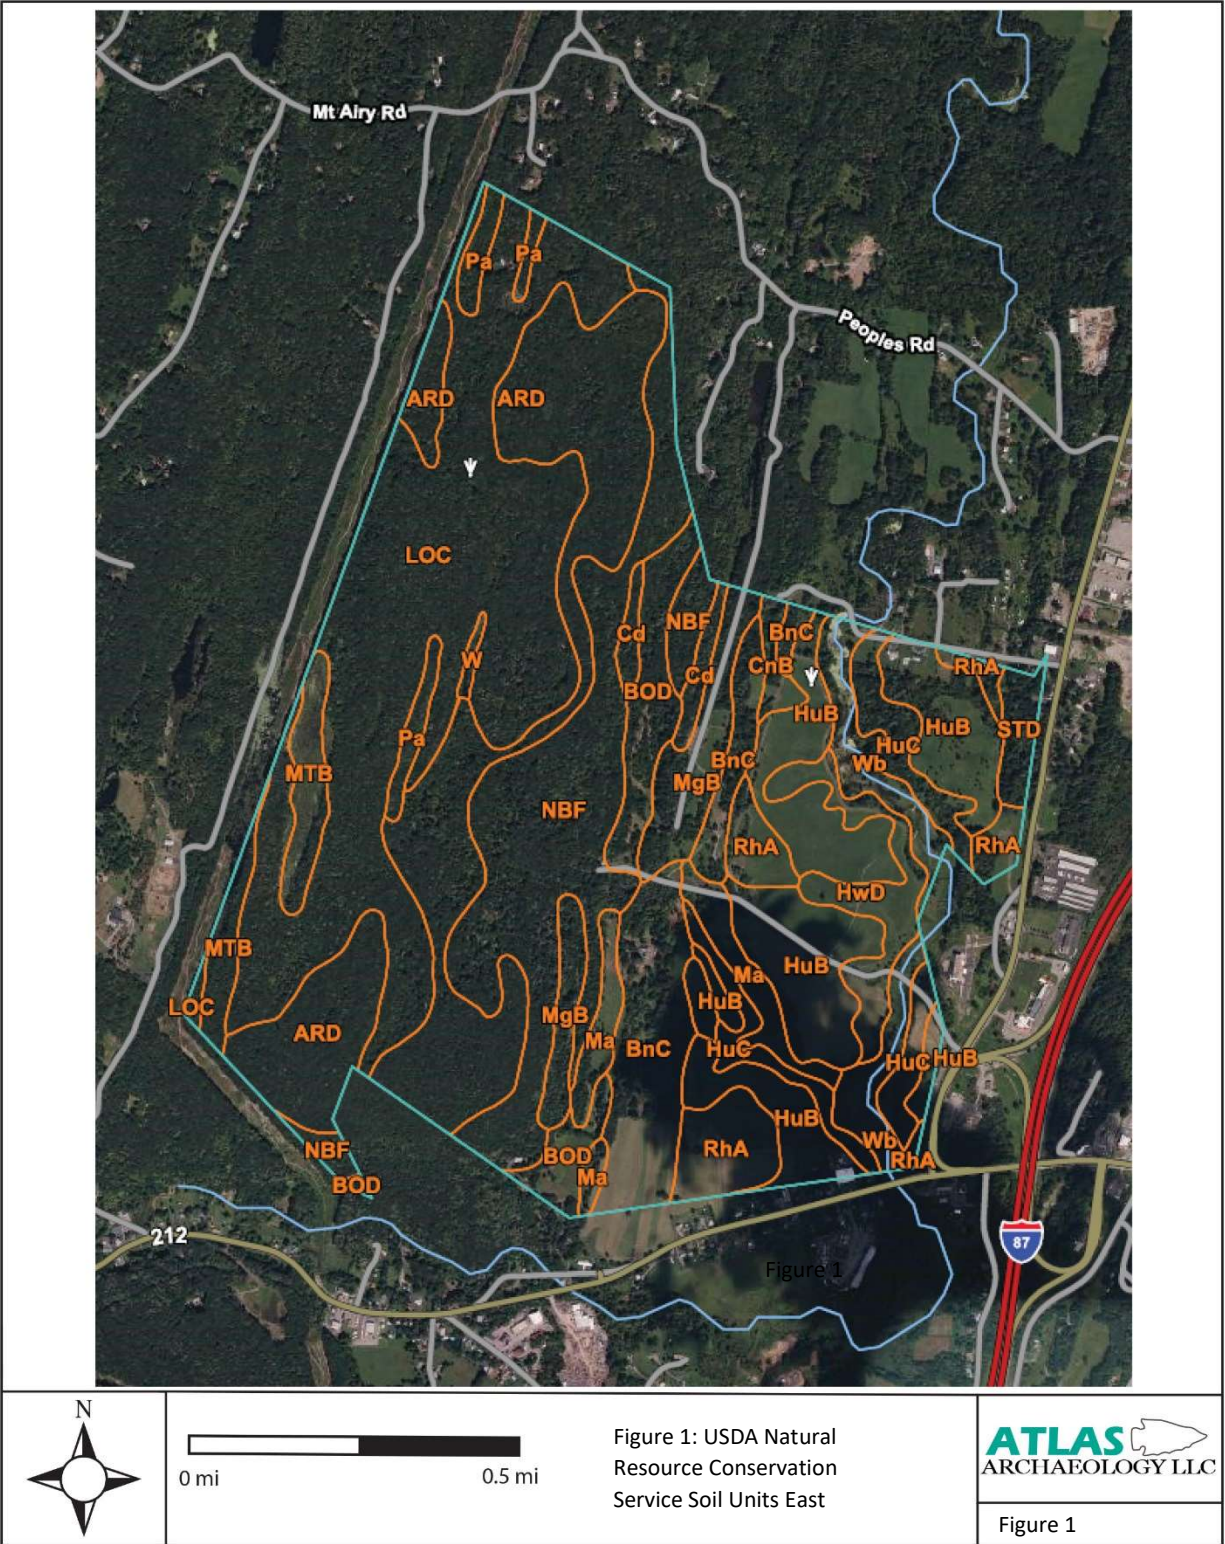 Mt Airy Rd
Pa
Pa
Peoples Rd
ARD
ARD
LOC
Cd
NBF
BnC
W
CnB
RhA
Cd
BOD
HuB
HuB
STD
Pa
HuC
BnC
Wb
MTB
MgB
NBF
RhA
RhA
HwD
MTB
Ma
HuB
HuB
LOC
MgB
ARD
Ma
BnC
HuC
HuC
HuB
HuB
Wb
NBF
BOD
RhA
RhA
Ma
BOD
212
87
Figure 1
N
0 mi
0.5 mi
Figure 1: USDA Natural
Resource Conservation
Service Soil Units East
ATLAS
ARCHAEOLOGY LLC
Figure 1